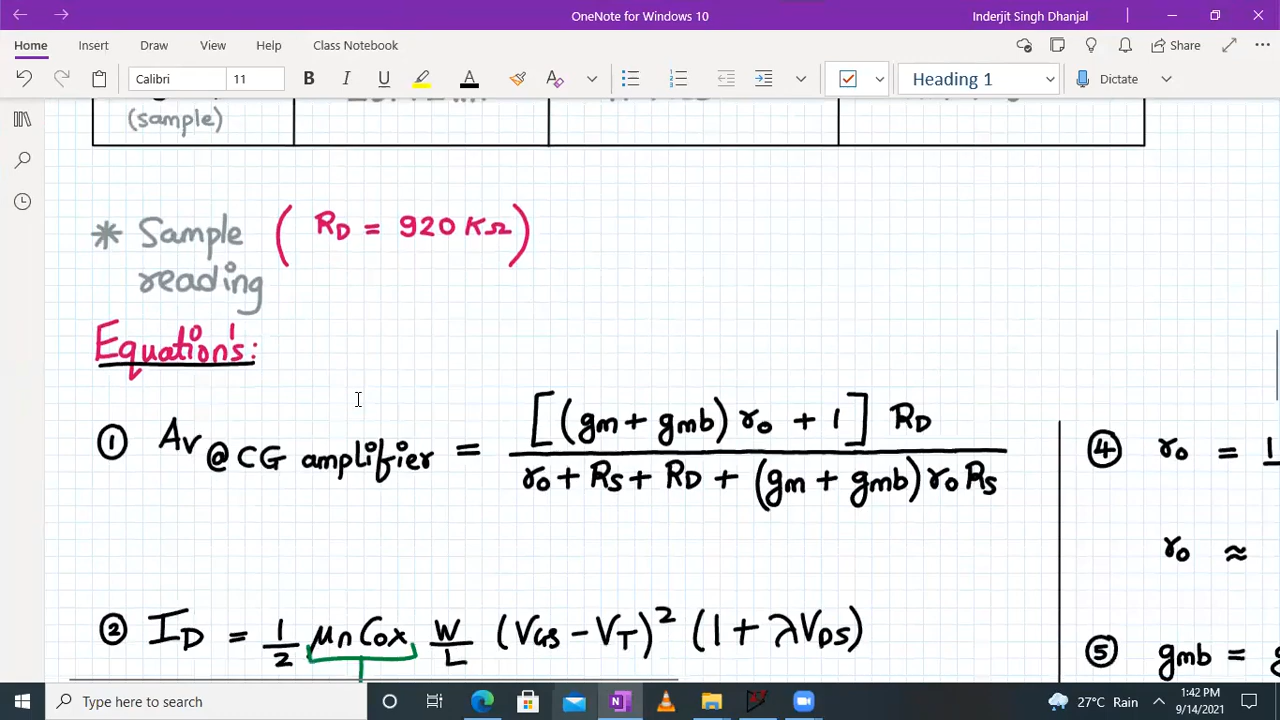 OneNote for Windows 10
Inderjit Singh Dhanjal
Home Insert Draw View Help Class Notebook Share
Calibri 11 B I U A Heading 1 Dictate
(sample)
* Sample ( RD = 920 KΩ )
reading
Equation's:
① Av @ CG amplifier = [(gm + gmb) ro + 1] RD / ro + RS + RD + (gm + gmb) ro RS
② ID = 1/2 μn Cox W/L (VGS - VT)² (1 + λVDS)
④ ro = 1
ro ≈
⑤ gmb =
Type here to search
27°C Rain
1:42 PM
9/14/2021